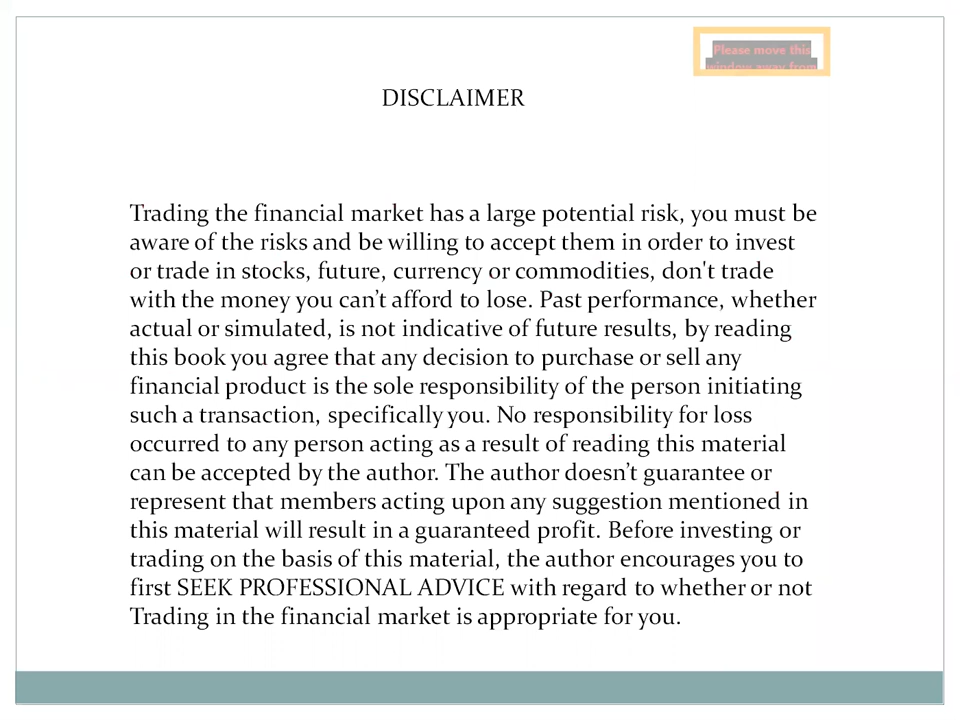 Please move this
window away from
DISCLAIMER
Trading the financial market has a large potential risk, you must be
aware of the risks and be willing to accept them in order to invest
or trade in stocks, future, currency or commodities, don't trade
with the money you can’t afford to lose. Past performance, whether
actual or simulated, is not indicative of future results, by reading
this book you agree that any decision to purchase or sell any
financial product is the sole responsibility of the person initiating
such a transaction, specifically you. No responsibility for loss
occurred to any person acting as a result of reading this material
can be accepted by the author. The author doesn’t guarantee or
represent that members acting upon any suggestion mentioned in
this material will result in a guaranteed profit. Before investing or
trading on the basis of this material, the author encourages you to
first SEEK PROFESSIONAL ADVICE with regard to whether or not
Trading in the financial market is appropriate for you.